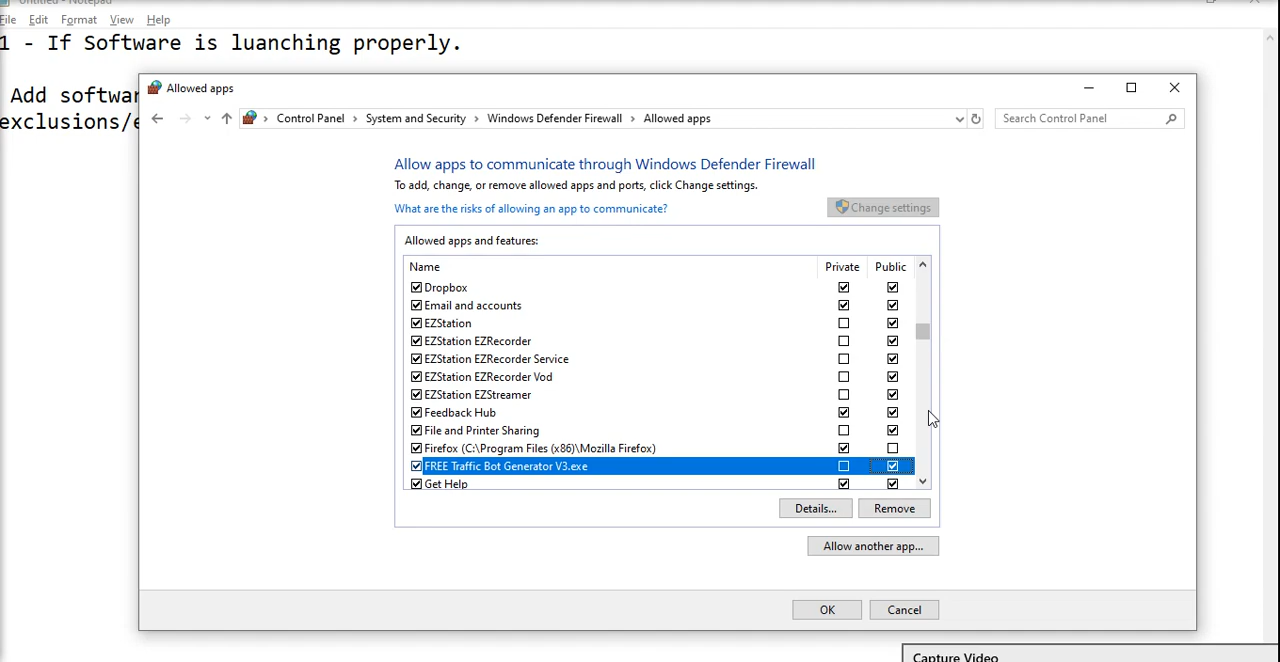 Untitled - Notepad
File Edit Format View Help
1 - If Software is luanching properly.
Add softwar
exclusions/e
Allowed apps
Control Panel > System and Security > Windows Defender Firewall > Allowed apps
Search Control Panel
Allow apps to communicate through Windows Defender Firewall
To add, change, or remove allowed apps and ports, click Change settings.
What are the risks of allowing an app to communicate?
Change settings
Allowed apps and features:
Name Private Public
Dropbox
Email and accounts
EZStation
EZStation EZRecorder
EZStation EZRecorder Service
EZStation EZRecorder Vod
EZStation EZStreamer
Feedback Hub
File and Printer Sharing
Firefox (C:\Program Files (x86)\Mozilla Firefox)
FREE Traffic Bot Generator V3.exe
Get Help
Details... Remove
Allow another app...
OK Cancel
Capture Video